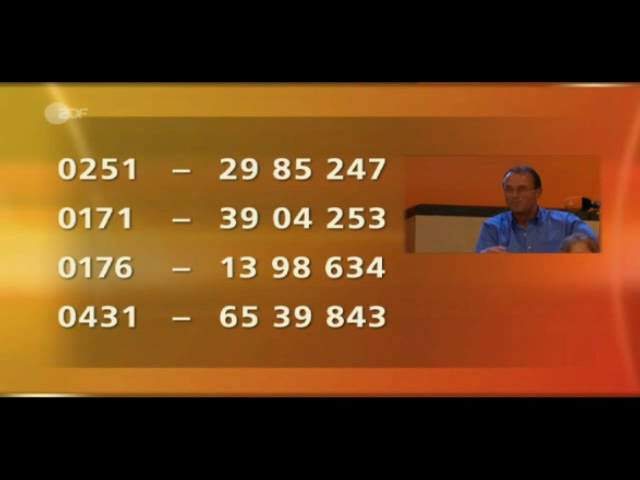 ZDF
0251 – 29 85 247
0171 – 39 04 253
0176 – 13 98 634
0431 – 65 39 843